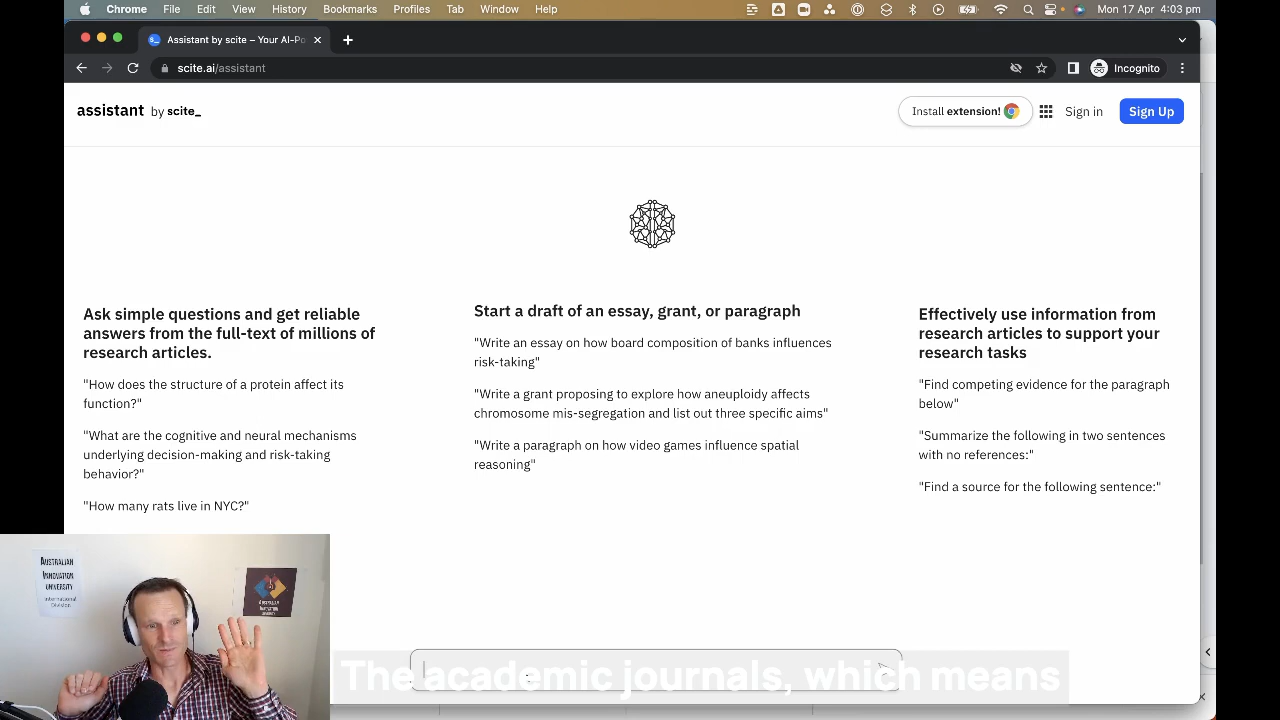 Chrome File Edit View History Bookmarks Profiles Tab Window Help Mon 17 Apr 4:03 pm
Assistant by scite – Your AI-Po
scite.ai/assistant Incognito
assistant by scite_ Install extension! Sign in Sign Up
Ask simple questions and get reliable
answers from the full-text of millions of
research articles.
"How does the structure of a protein affect its
function?"
"What are the cognitive and neural mechanisms
underlying decision-making and risk-taking
behavior?"
"How many rats live in NYC?"
Start a draft of an essay, grant, or paragraph
"Write an essay on how board composition of banks influences
risk-taking"
"Write a grant proposing to explore how aneuploidy affects
chromosome mis-segregation and list out three specific aims"
"Write a paragraph on how video games influence spatial
reasoning"
Effectively use information from
research articles to support your
research tasks
"Find competing evidence for the paragraph
below"
"Summarize the following in two sentences
with no references:"
"Find a source for the following sentence:"
Australian
Innovation
University
International
Division
Australian
Innovation
University
The academic journals, which means